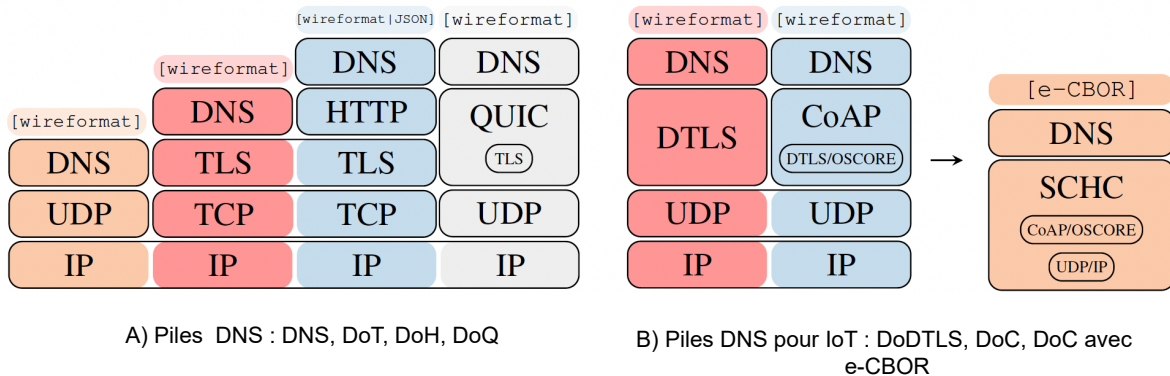 [wireformat|JSON] [wireformat]
[wireformat]
[wireformat]
DNS DNS
DNS HTTP QUIC
DNS TLS TLS TLS
UDP TCP TCP UDP
IP IP IP IP
A) Piles DNS : DNS, DoT, DoH, DoQ
[wireformat] [wireformat]
DNS DNS
DTLS CoAP
DTLS/OSCORE
UDP UDP
IP IP
→
[e-CBOR]
DNS
SCHC
CoAP/OSCORE
UDP/IP
B) Piles DNS pour IoT : DoDTLS, DoC, DoC avec
e-CBOR